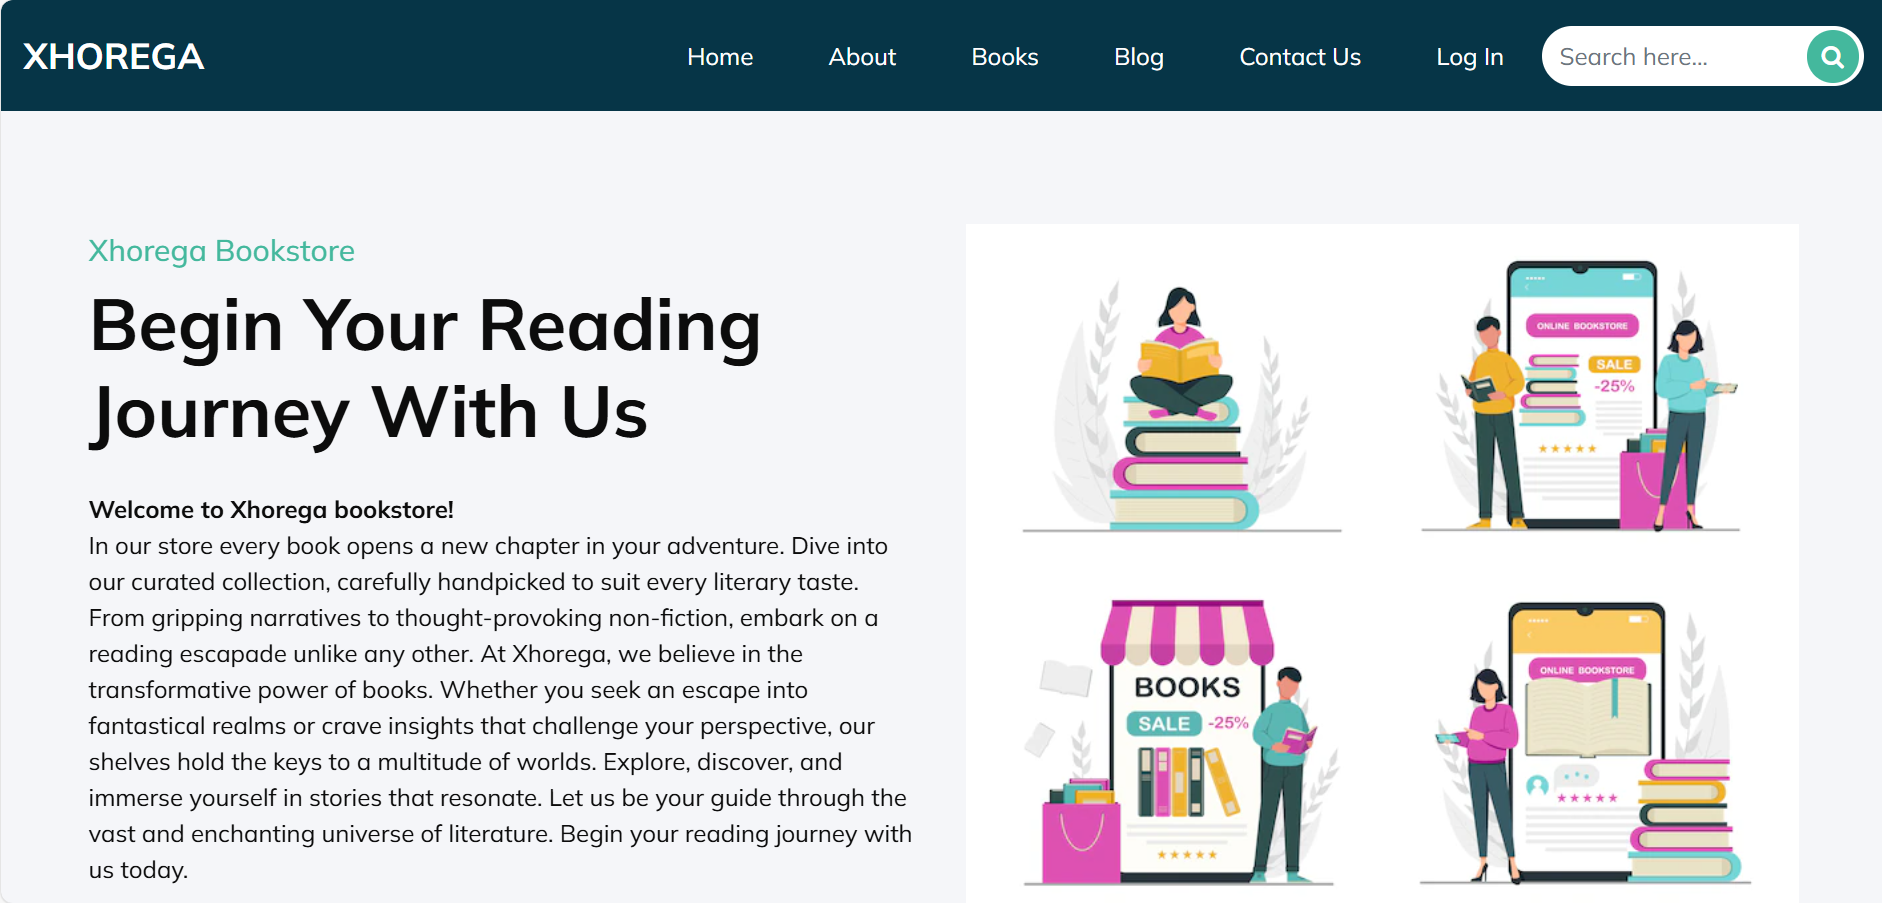 XHOREGA
Home
About
Books
Blog
Contact Us
Log In
Search here...
Xhorega Bookstore
Begin Your Reading
Journey With Us
Welcome to Xhorega bookstore!
In our store every book opens a new chapter in your adventure. Dive into
our curated collection, carefully handpicked to suit every literary taste.
From gripping narratives to thought-provoking non-fiction, embark on a
reading escapade unlike any other. At Xhorega, we believe in the
transformative power of books. Whether you seek an escape into
fantastical realms or crave insights that challenge your perspective, our
shelves hold the keys to a multitude of worlds. Explore, discover, and
immerse yourself in stories that resonate. Let us be your guide through the
vast and enchanting universe of literature. Begin your reading journey with
us today.
ONLINE BOOKSTORE
SALE
-25%
BOOKS
SALE -25%
ONLINE BOOKSTORE